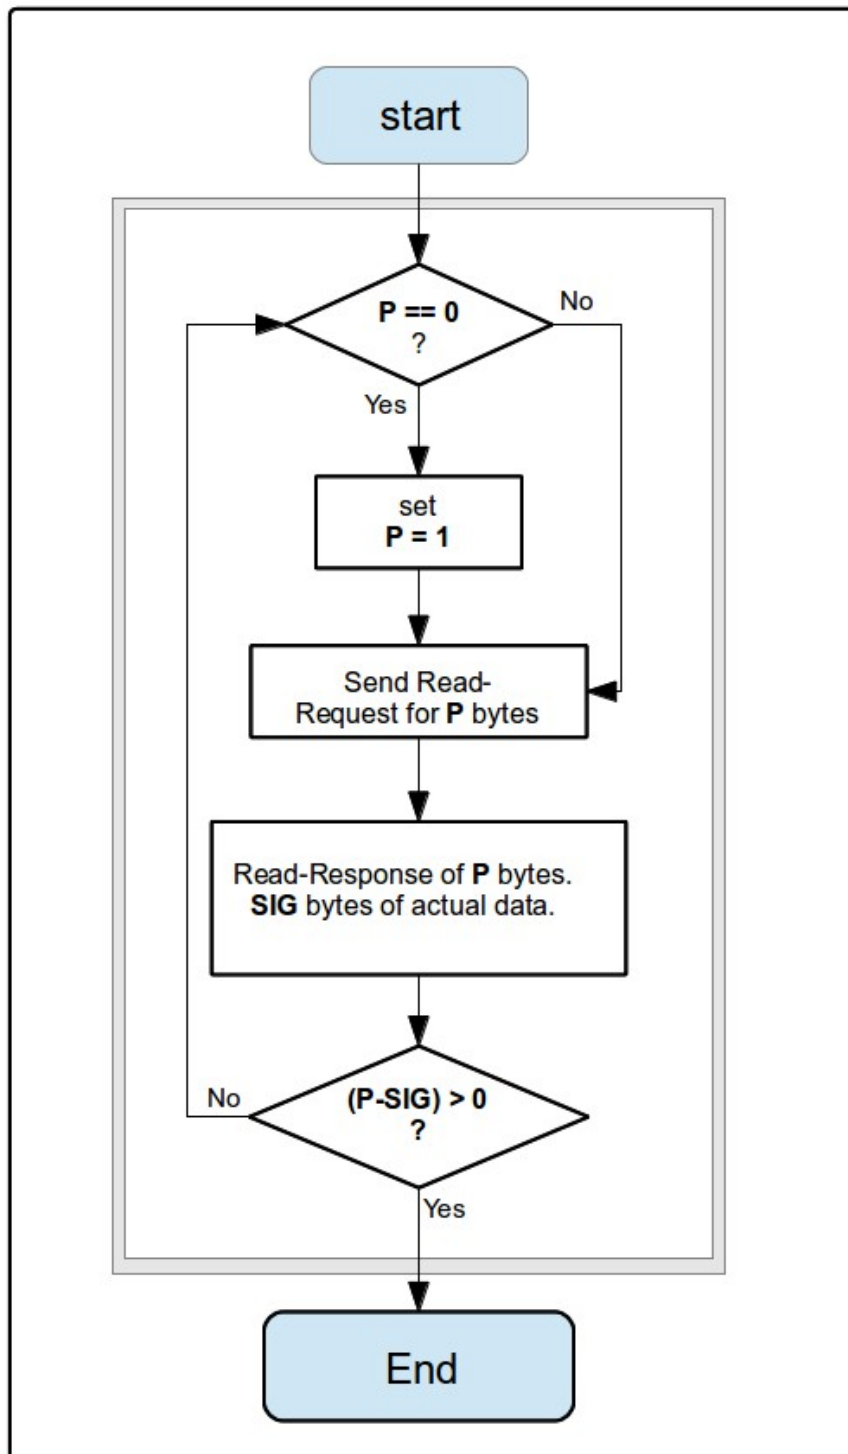 start
P == 0
?
No
Yes
set
P = 1
Send Read-
Request for P bytes
Read-Response of P bytes.
SIG bytes of actual data.
(P-SIG) > 0
?
No
Yes
End